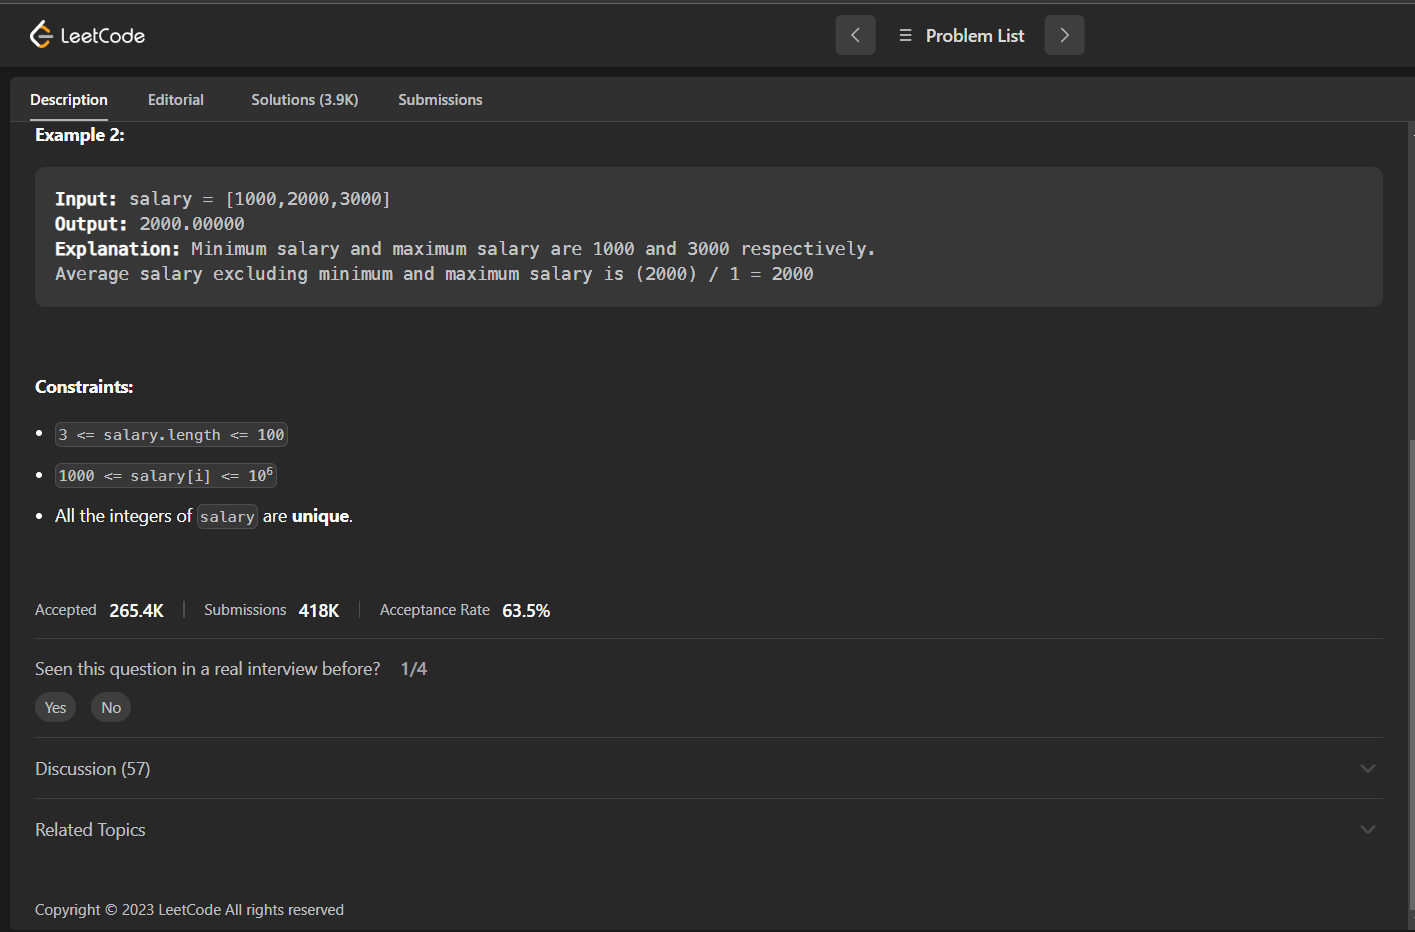 LeetCode
Problem List
Description Editorial Solutions (3.9K) Submissions
Example 2:
Input: salary = [1000,2000,3000]
Output: 2000.00000
Explanation: Minimum salary and maximum salary are 1000 and 3000 respectively.
Average salary excluding minimum and maximum salary is (2000) / 1 = 2000
Constraints:
• 3 <= salary.length <= 100
• 1000 <= salary[i] <= 10⁶
• All the integers of salary are unique.
Accepted 265.4K | Submissions 418K | Acceptance Rate 63.5%
Seen this question in a real interview before? 1/4
Yes No
Discussion (57)
Related Topics
Copyright © 2023 LeetCode All rights reserved